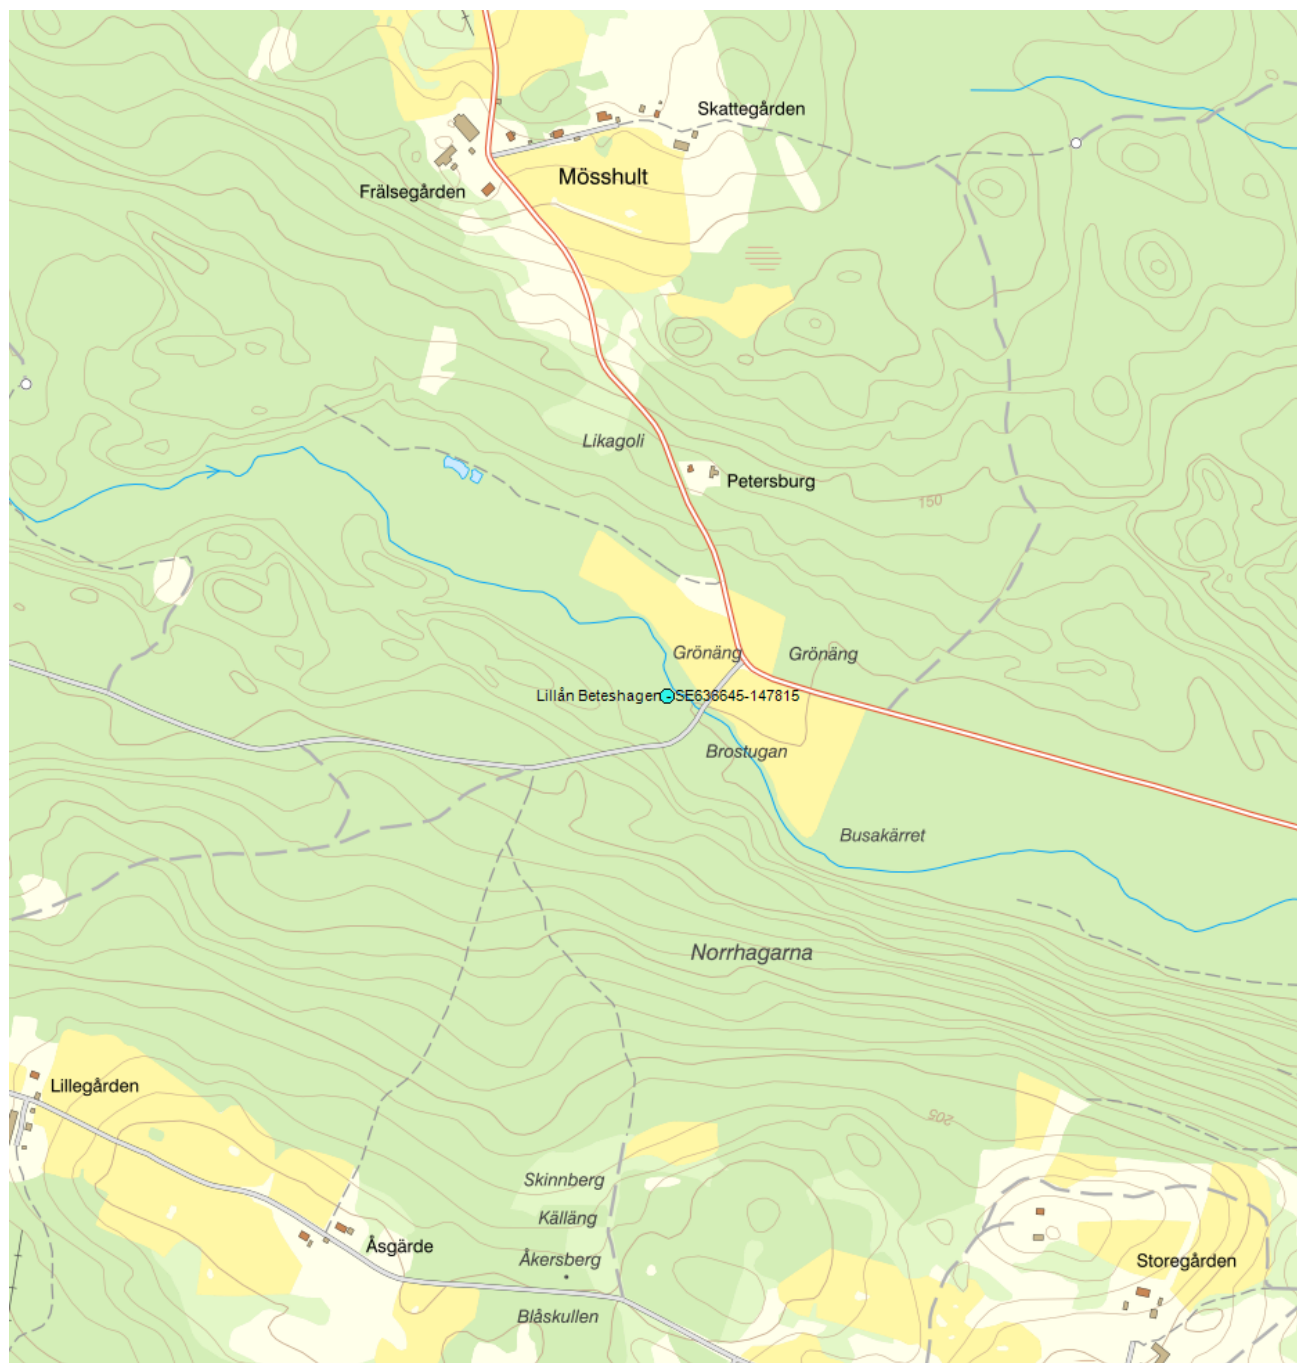 Skattegården
Mösshult
Frälsegården
Likagoli
Petersburg
150
Grönäng
Grönäng
Lillån Beteshagen - SE636645-147815
Brostugan
Busakärret
Norrhagarna
Lillegården
205
Skinnberg
Källäng
Åsgärde
Åkersberg
Storegården
Blåskullen